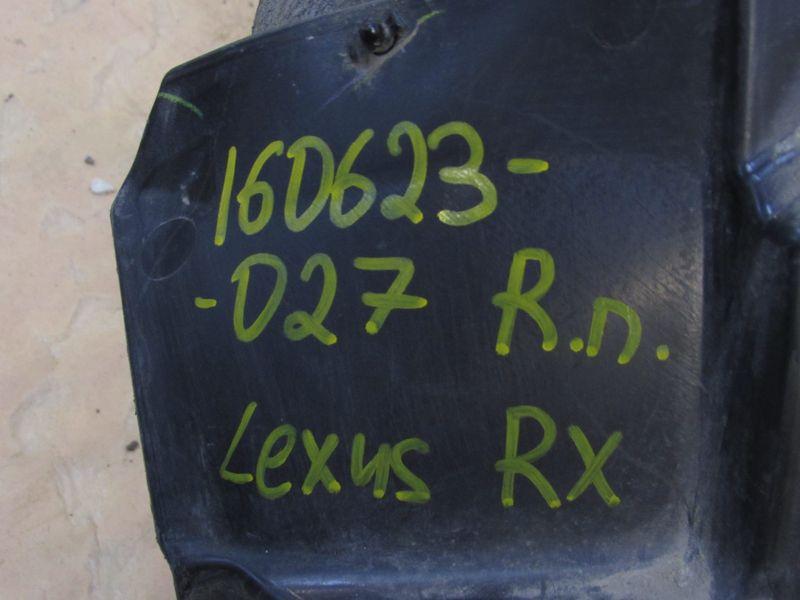 160623-
-027 R.п.
Lexus RX